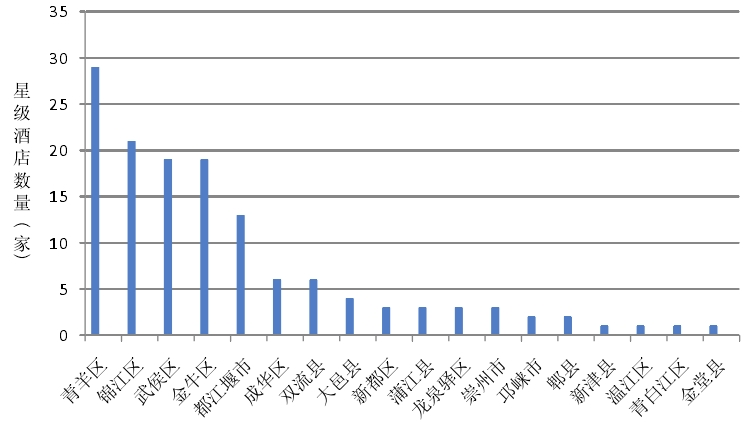 35
30
25
20
15
10
5
0
星级酒店数量（家）
青羊区
锦江区
武侯区
金牛区
都江堰市
成华区
双流县
大邑县
新都区
蒲江县
龙泉驿区
崇州市
邛崃市
郫县
新津县
温江区
青白江区
金堂县